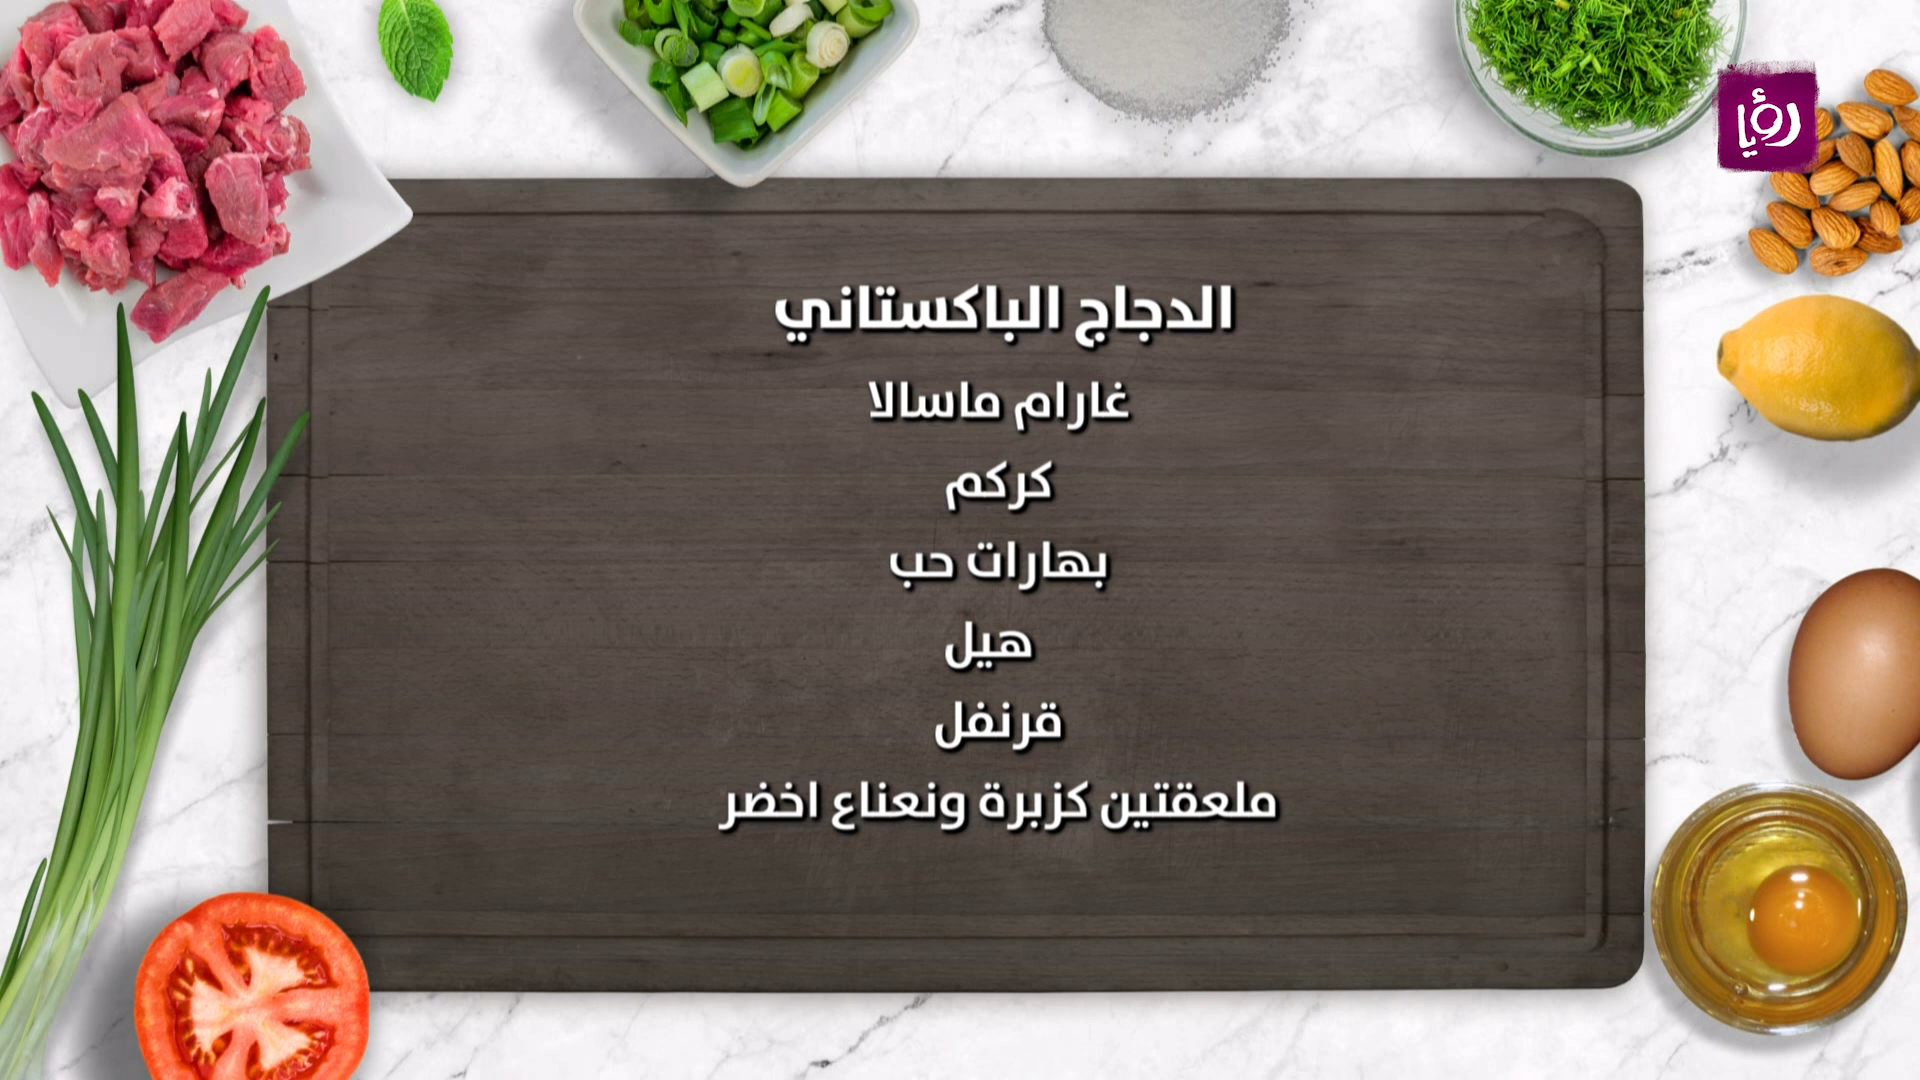 رؤيا
الدجاج الباكستاني
غارام ماسالا
كركم
بهارات حب
هيل
قرنفل
ملعقتين كزبرة ونعناع اخضر